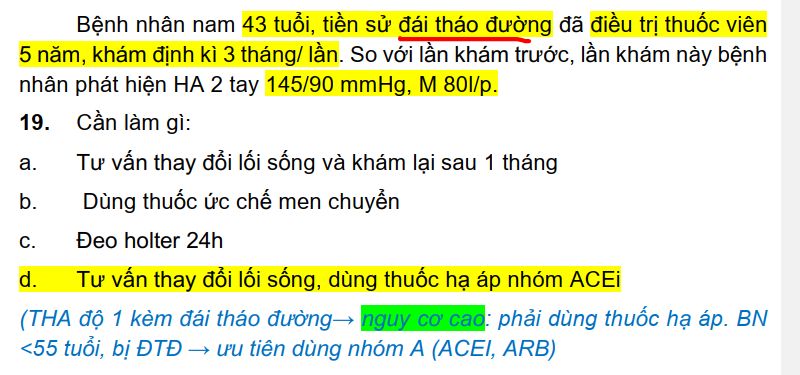 Bệnh nhân nam 43 tuổi, tiền sử đái tháo đường đã điều trị thuốc viên
5 năm, khám định kì 3 tháng/ lần. So với lần khám trước, lần khám này bệnh
nhân phát hiện HA 2 tay 145/90 mmHg, M 80l/p.
19. Cần làm gì:
a. Tư vấn thay đổi lối sống và khám lại sau 1 tháng
b. Dùng thuốc ức chế men chuyển
c. Đeo holter 24h
d. Tư vấn thay đổi lối sống, dùng thuốc hạ áp nhóm ACEi
(THA độ 1 kèm đái tháo đường→ nguy cơ cao: phải dùng thuốc hạ áp. BN
<55 tuổi, bị ĐTĐ → ưu tiên dùng nhóm A (ACEI, ARB)